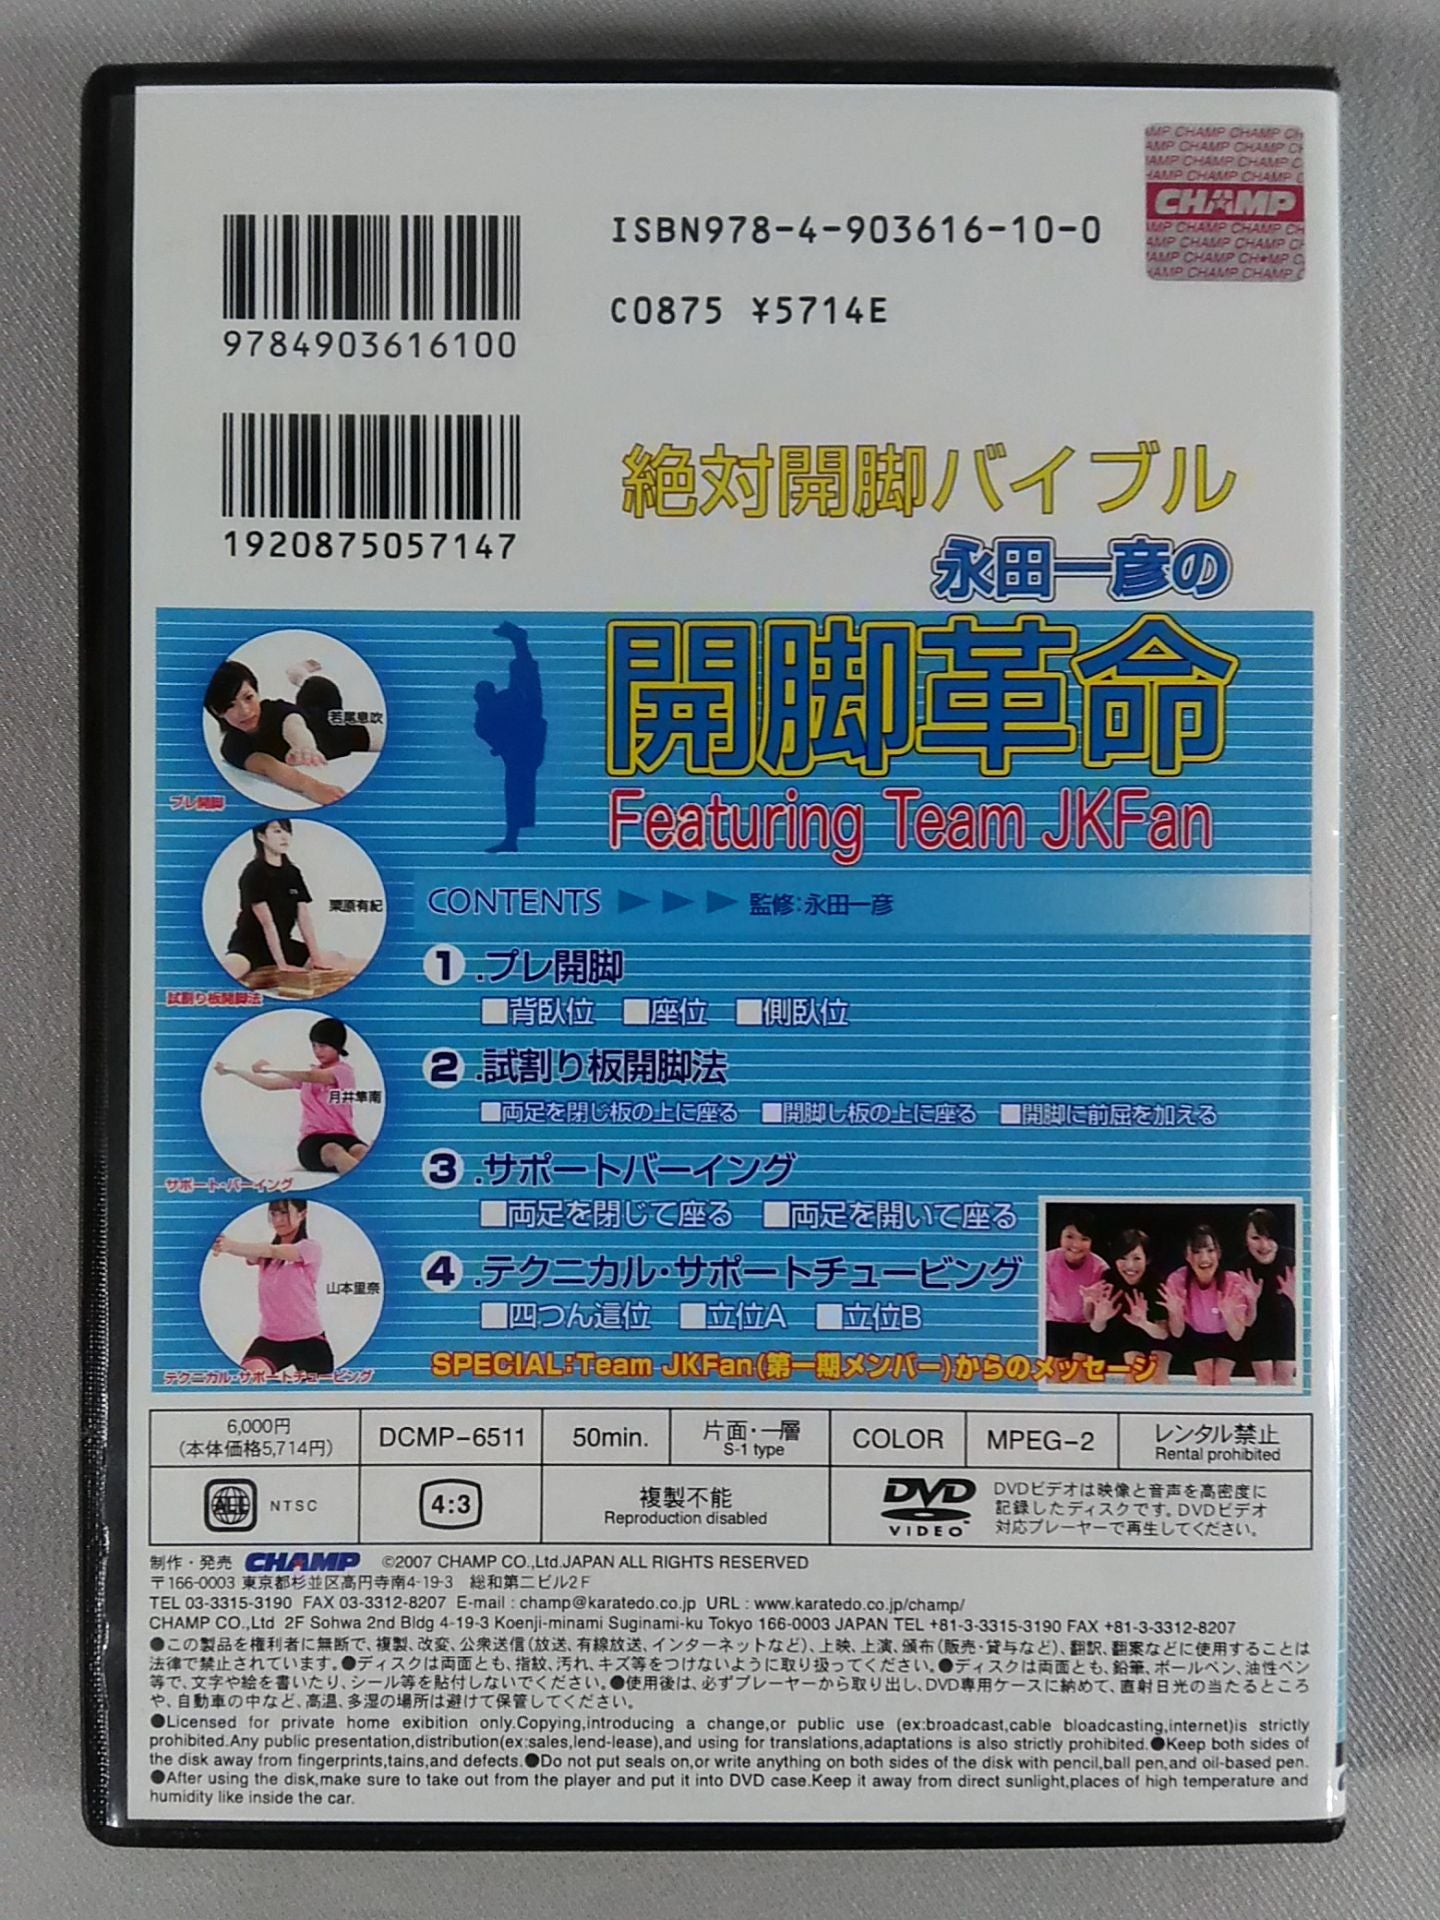 AMP CHAMP CHAMP CH
AMP CHAMP CHAMP C
AMP CHAMP CHAMP CH
AMP CHAMP CHAMP C
CHAMP
AMP CHAMP CHAMP CH
AMP CHAMP CHAMP C
AMP CHAMP CHAMP C
AMP CHAMP CHAMP C
ISBN978-4-903616-10-0
C0875 ¥5714E
9784903616100
1920875057147
絶対開脚バイブル
永田一彦の
開脚革命
Featuring Team JKFan
若尾息吹
プレ開脚
栗原有紀
試割り板開脚法
月井隼南
サポート・バーイング
山本里奈
テクニカル・サポートチュービング
CONTENTS ▶ ▶ ▶ 監修:永田一彦
1.プレ開脚
■背臥位 ■座位 ■側臥位
2.試割り板開脚法
■両足を閉じ板の上に座る ■開脚し板の上に座る ■開脚に前屈を加える
3.サポートバーイング
■両足を閉じて座る ■両足を開いて座る
4.テクニカル・サポートチュービング
■四つん這位 ■立位A ■立位B
SPECIAL:Team JKFan(第一期メンバー)からのメッセージ
6,000円
(本体価格5,714円)
DCMP-6511
50min.
片面・一層
S-1 type
COLOR
MPEG-2
レンタル禁止
Rental prohibited
ALL NTSC
4:3
複製不能
Reproduction disabled
DVD VIDEO
DVDビデオは映像と音声を高密度に
記録したディスクです。DVDビデオ
対応プレーヤーで再生してください。
制作・発売 CHAMP ©2007 CHAMP CO.,Ltd.JAPAN ALL RIGHTS RESERVED
〒166-0003 東京都杉並区高円寺南4-19-3 総和第二ビル2F
TEL 03-3315-3190 FAX 03-3312-8207 E-mail : champ@karatedo.co.jp URL : www.karatedo.co.jp/champ/
CHAMP CO.,Ltd 2F Sohwa 2nd Bldg 4-19-3 Koenji-minami Suginami-ku Tokyo 166-0003 JAPAN TEL +81-3-3315-3190 FAX +81-3-3312-8207
●この製品を権利者に無断で、複製、改変、公衆送信(放送、有線放送、インターネットなど)、上映、上演、頒布(販売・貸与など)、翻訳、翻案などに使用することは
法律で禁止されています。●ディスクは両面とも、指紋、汚れ、キズ等をつけないように取り扱ってください。●ディスクは両面とも、鉛筆、ボールペン、油性ペン
等で、文字や絵を書いたり、シール等を貼付しないでください。●使用後は、必ずプレーヤーから取り出し、DVD専用ケースに納めて、直射日光の当たるところ
や、自動車の中など、高温、多湿の場所は避けて保管してください。
●Licensed for private home exibition only.Copying,introducing a change,or public use (ex:broadcast,cable bloadcasting,internet)is strictly
prohibited.Any public presentation,distribution(ex:sales,lend-lease),and using for translations,adaptations is also strictly prohibited.●Keep both sides of
the disk away from fingerprints,tains,and defects.●Do not put seals on,or write anything on both sides of the disk with pencil,ball pen,and oil-based pen.
●After using the disk,make sure to take out from the player and put it into DVD case.Keep it away from direct sunlight,places of high temperature and
humidity like inside the car.